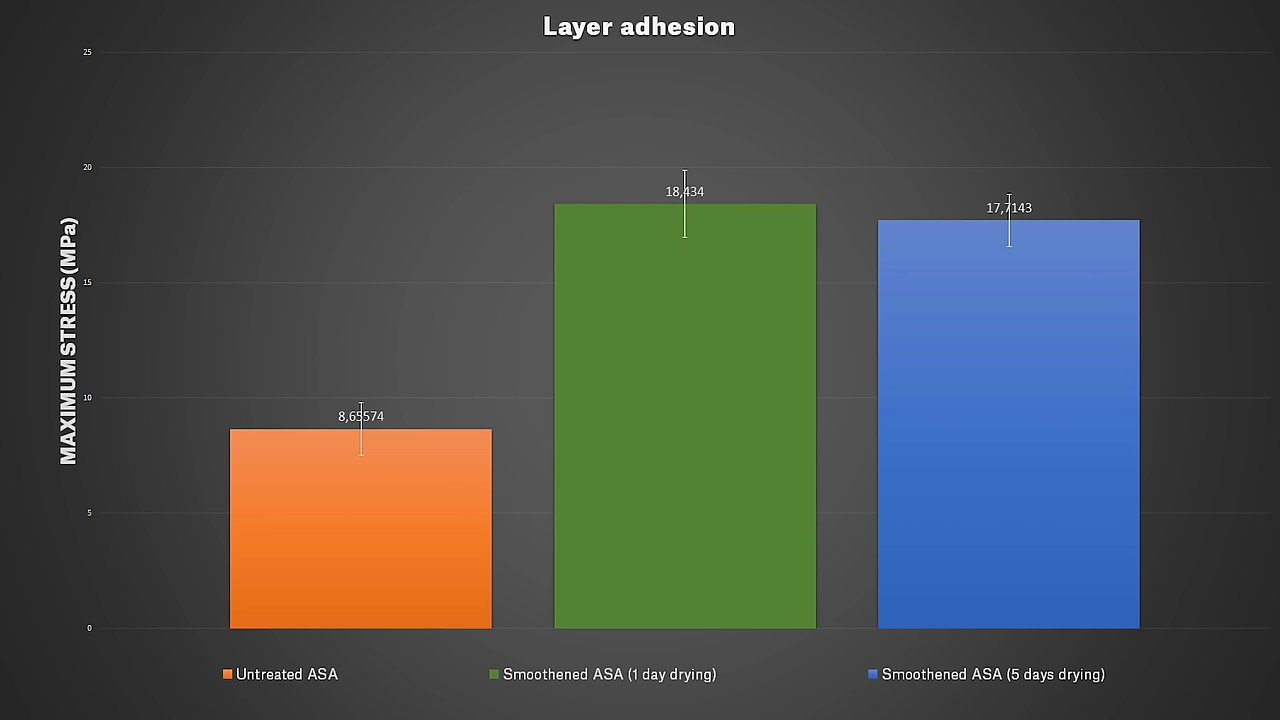 Layer adhesion
25
20
15
10
5
0
MAXIMUM STRESS (MPa)
8,65574
18,434
17,7143
Untreated ASA
Smoothened ASA (1 day drying)
Smoothened ASA (5 days drying)